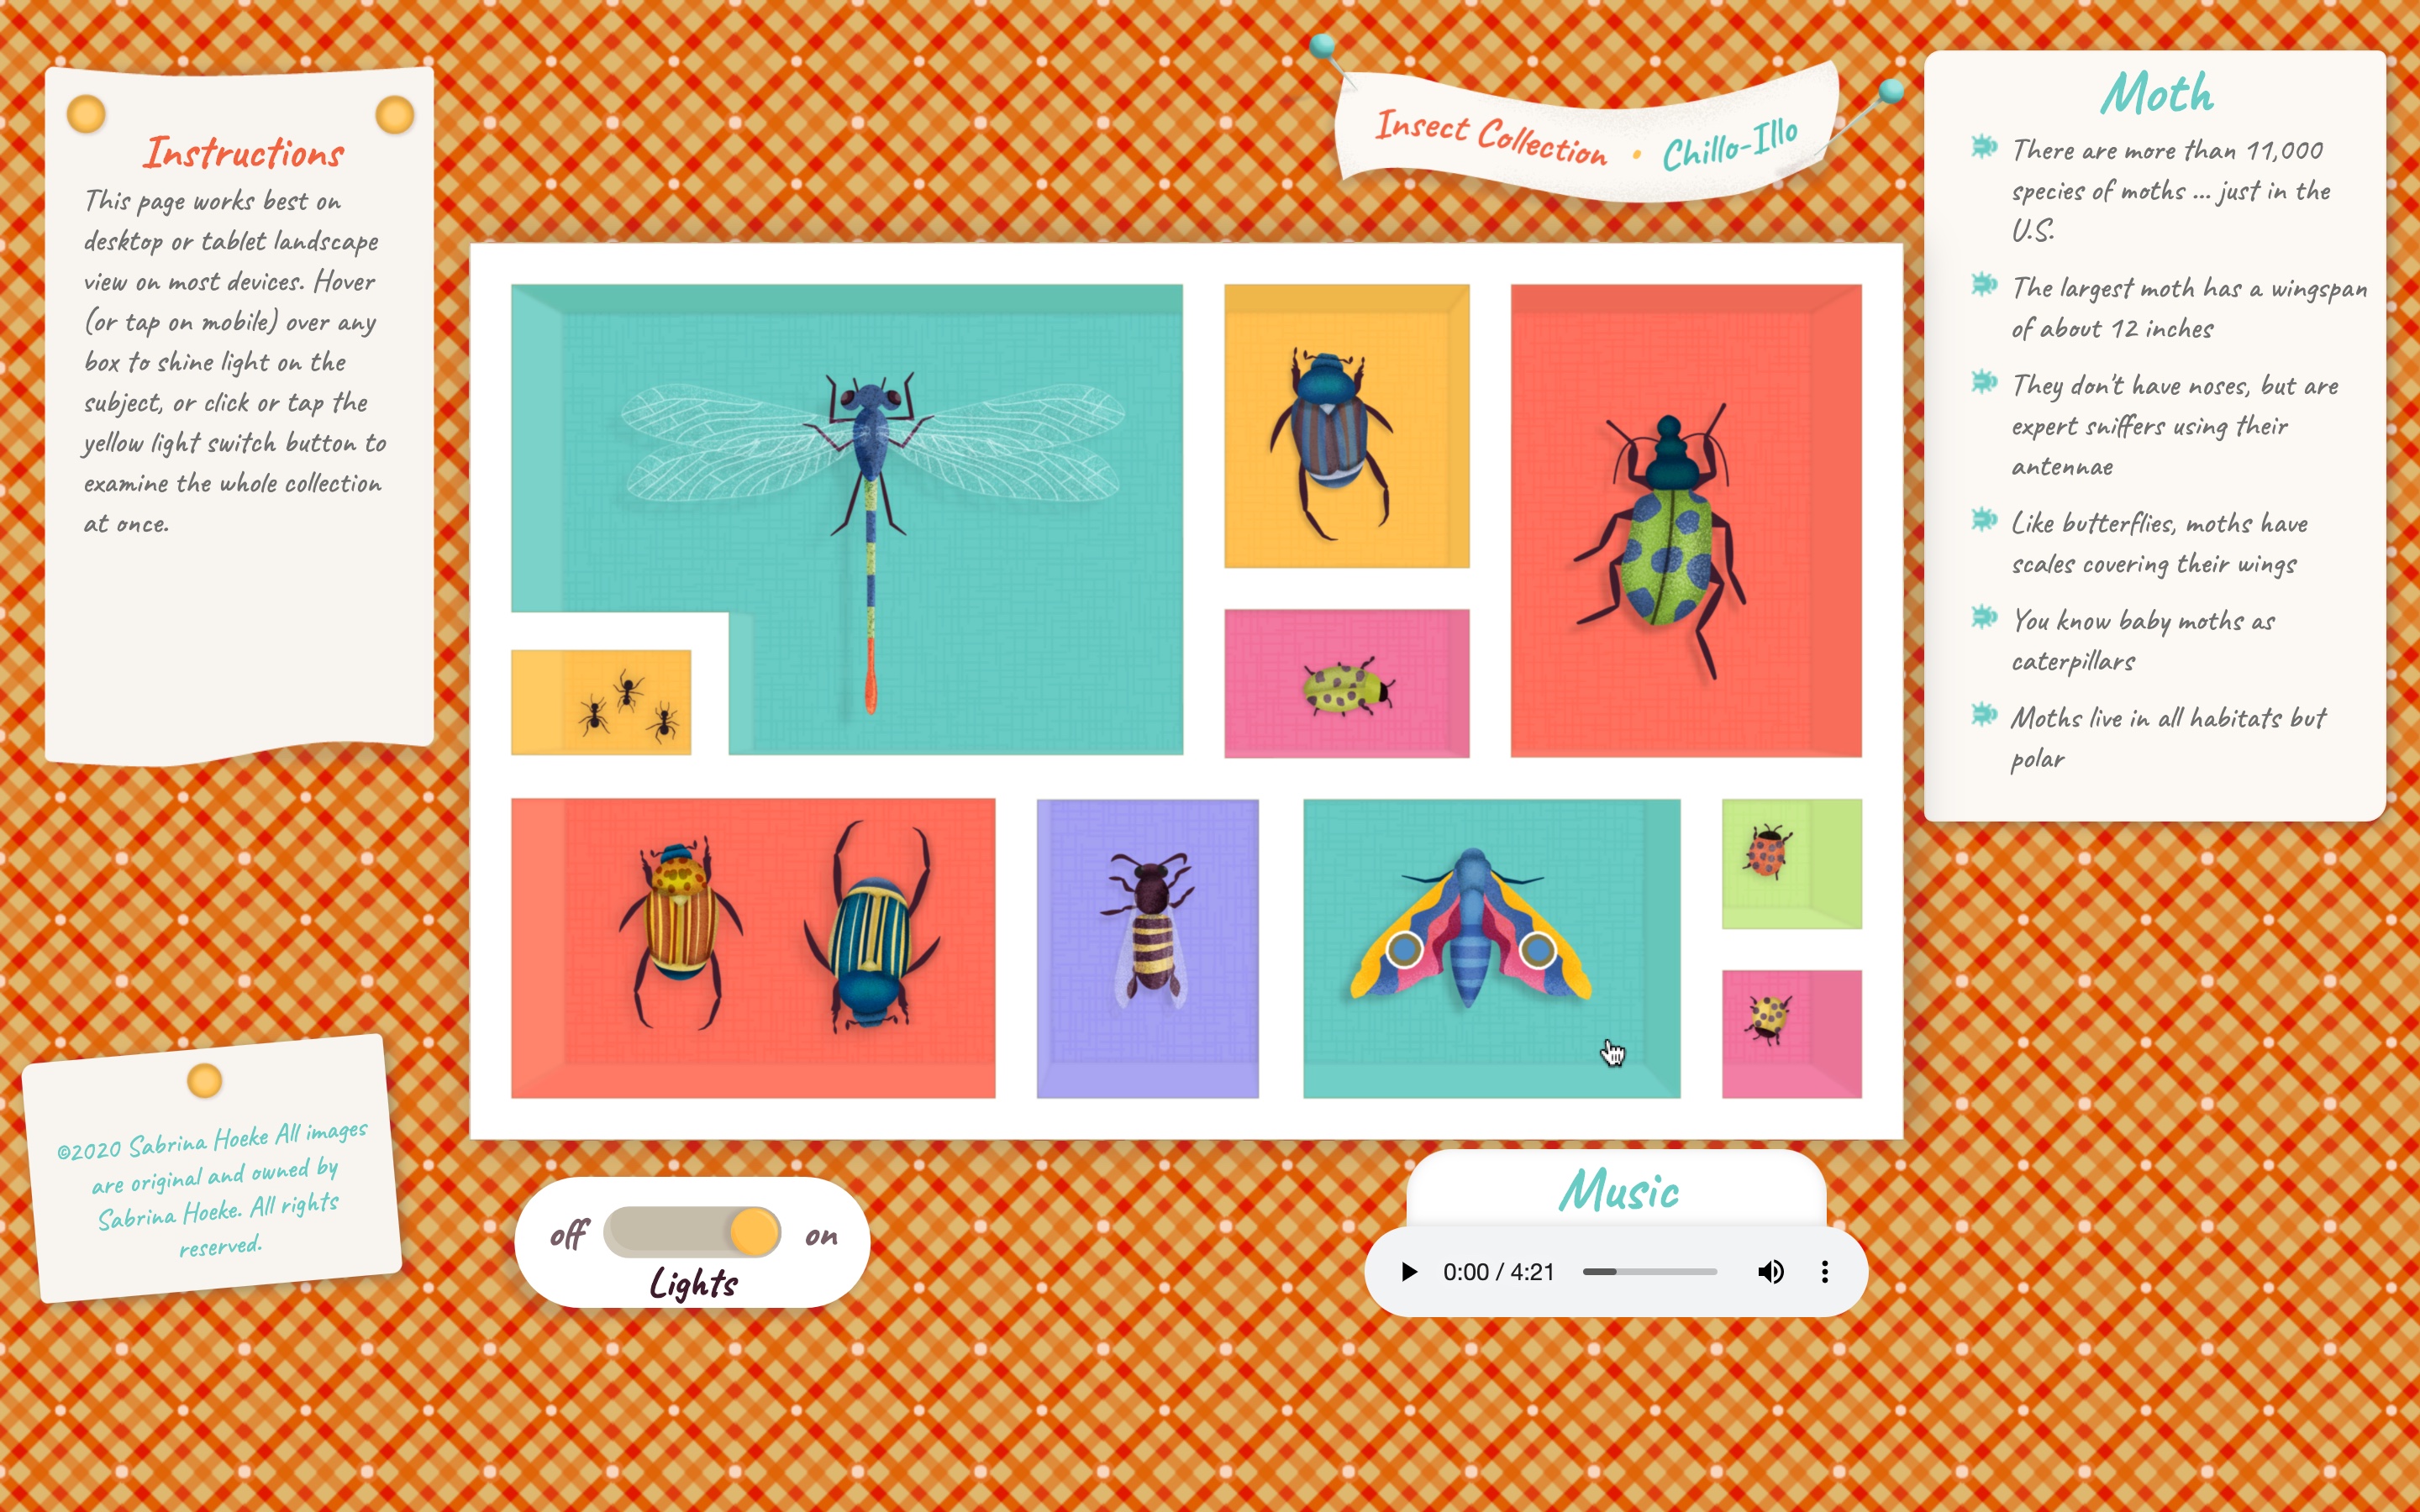 Instructions
This page works best on
desktop or tablet landscape
view on most devices. Hover
(or tap on mobile) over any
box to shine light on the
subject, or click or tap the
yellow light switch button to
examine the whole collection
at once.
Insect Collection • Chillo-Illo
Moth
There are more than 11,000
species of moths ... just in the
U.S.
The largest moth has a wingspan
of about 12 inches
They don't have noses, but are
expert sniffers using their
antennae
Like butterflies, moths have
scales covering their wings
You know baby moths as
caterpillars
Moths live in all habitats but
polar
©2020 Sabrina Hoeke All images
are original and owned by
Sabrina Hoeke. All rights
reserved.
off on
Lights
Music
0:00 / 4:21